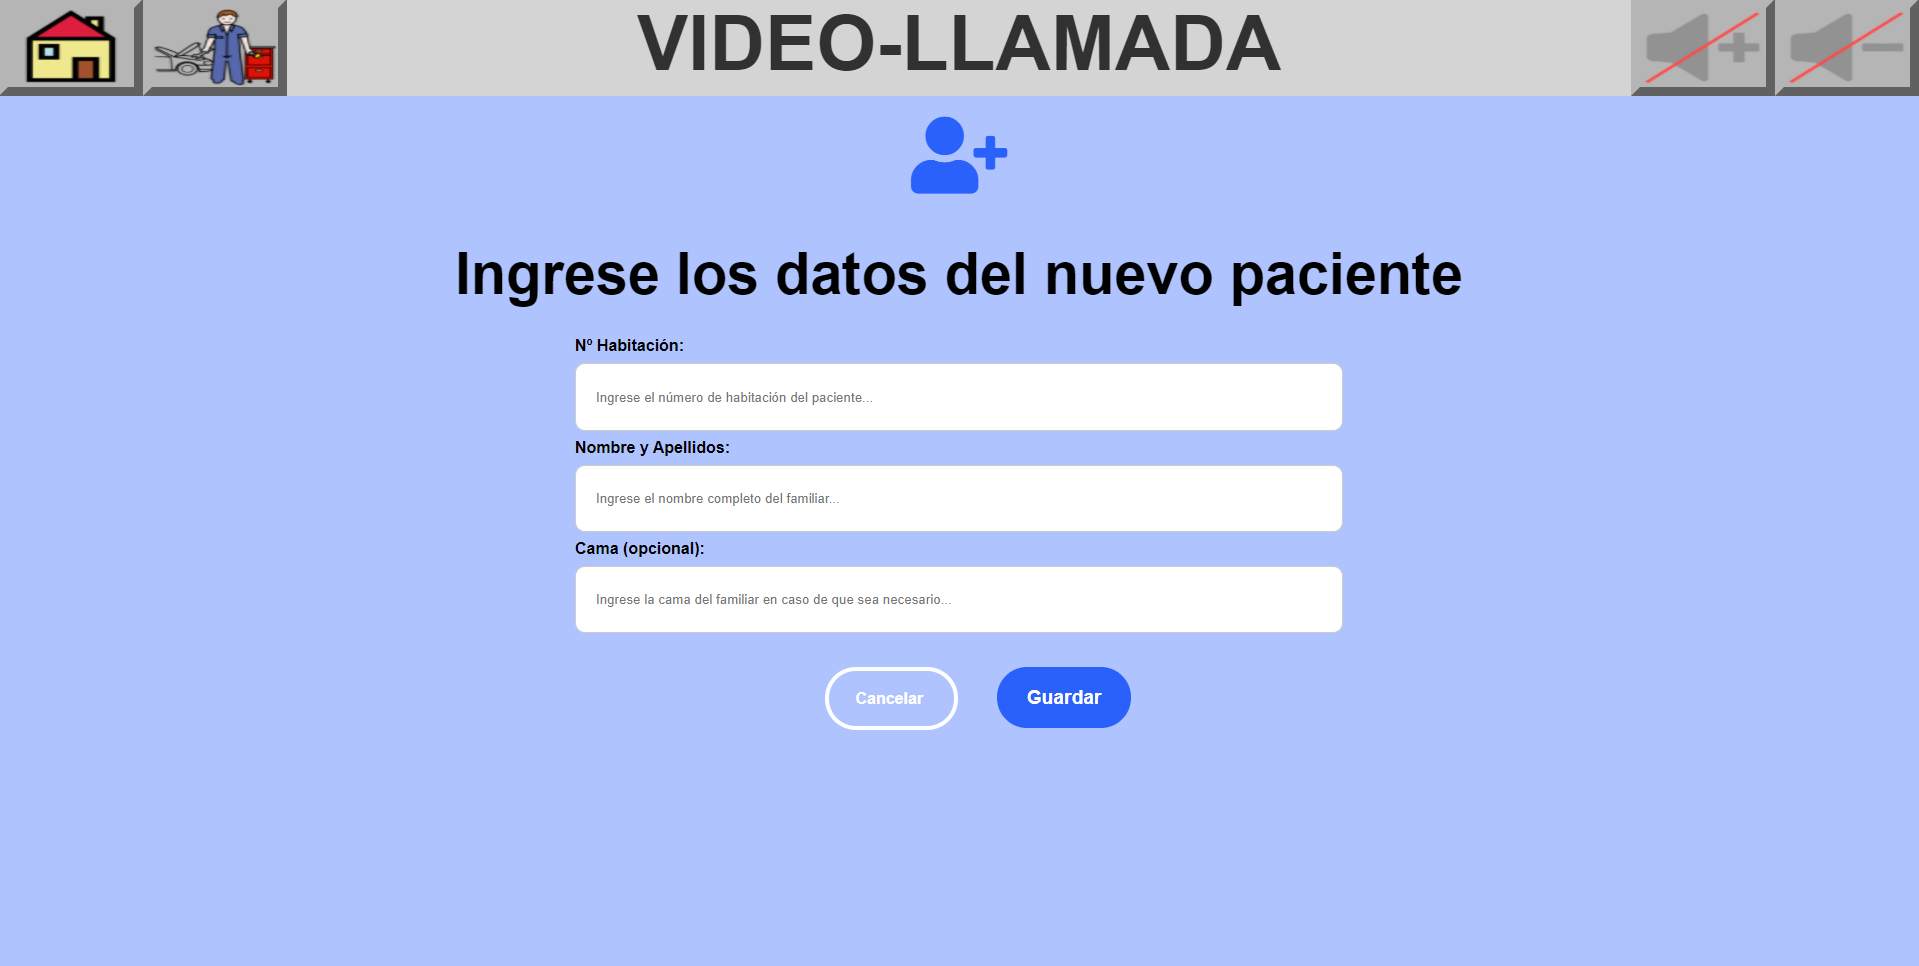 VIDEO-LLAMADA
Ingrese los datos del nuevo paciente
Nº Habitación:
Ingrese el número de habitación del paciente...
Nombre y Apellidos:
Ingrese el nombre completo del familiar...
Cama (opcional):
Ingrese la cama del familiar en caso de que sea necesario...
Cancelar
Guardar